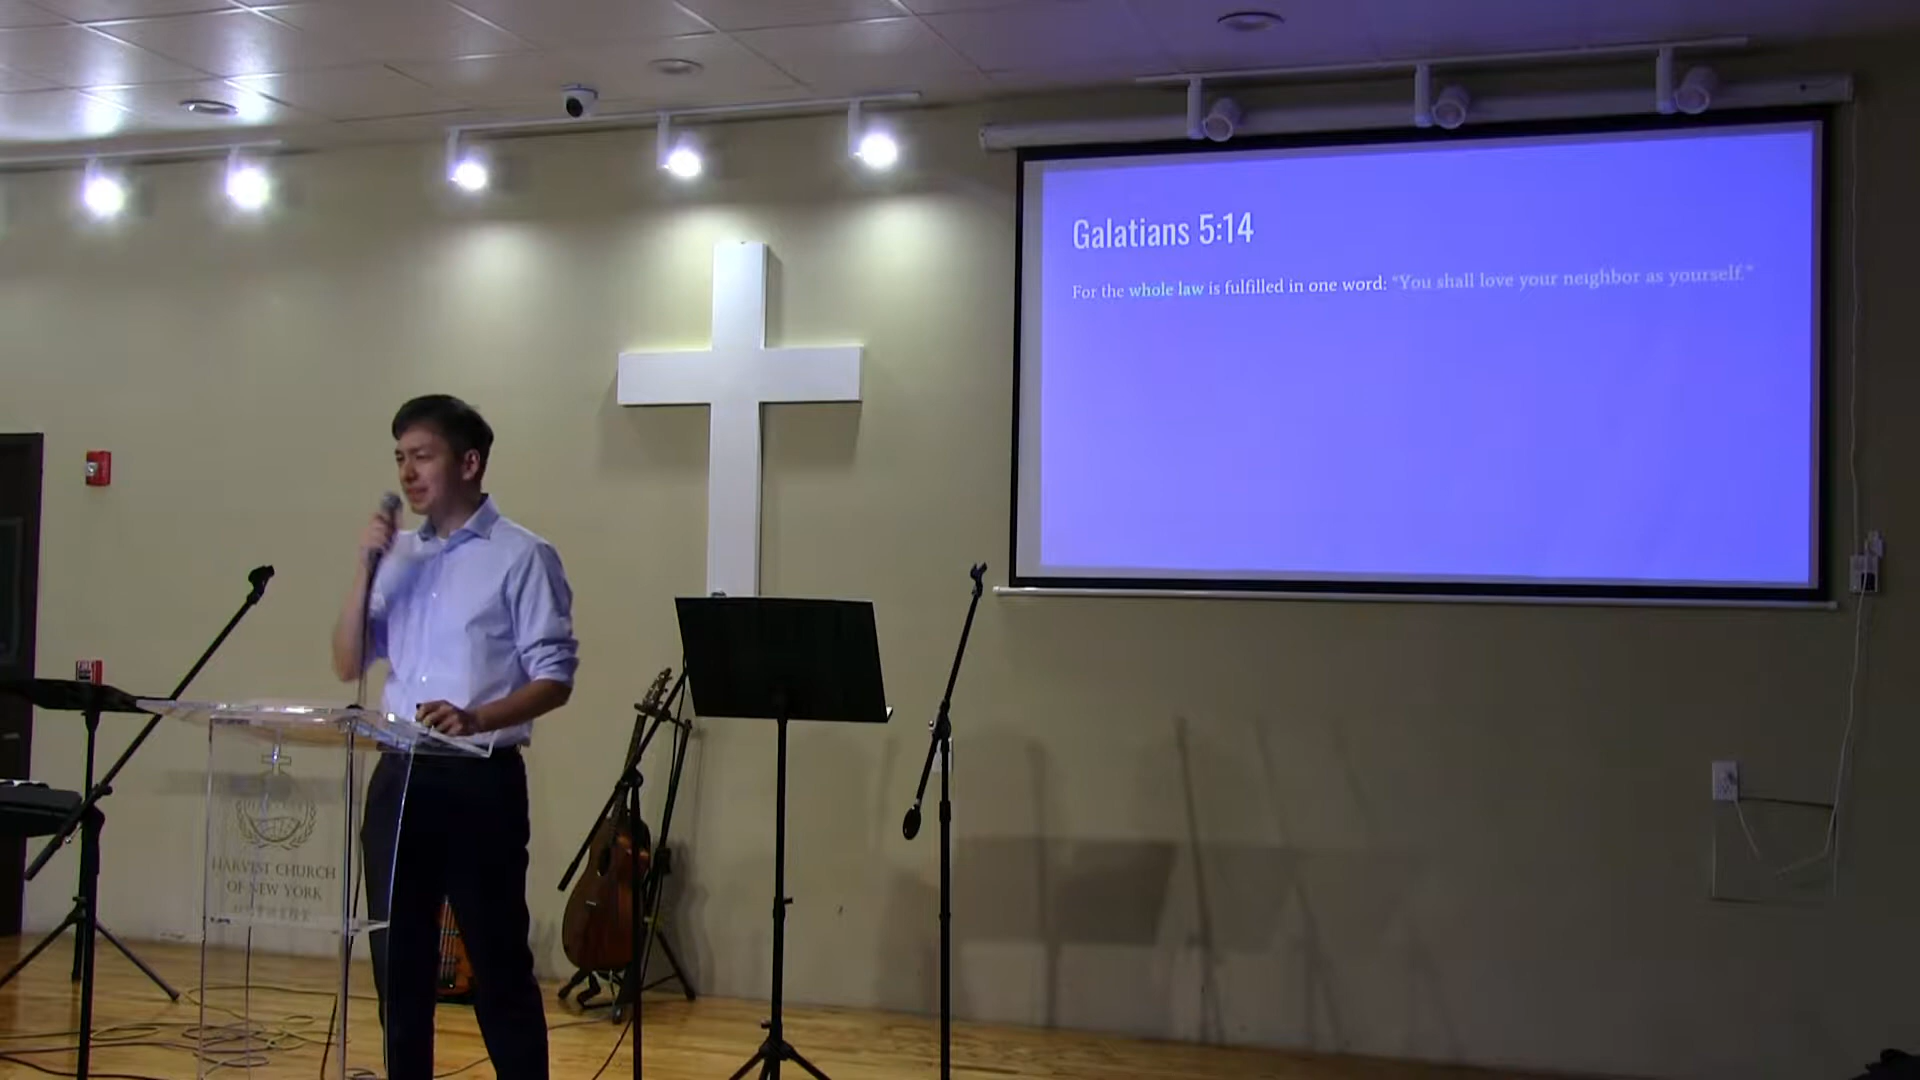 Galatians 5:14
For the whole law is fulfilled in one word: “You shall love your neighbor as yourself.”
HARVEST CHURCH
OF NEW YORK
FIRE